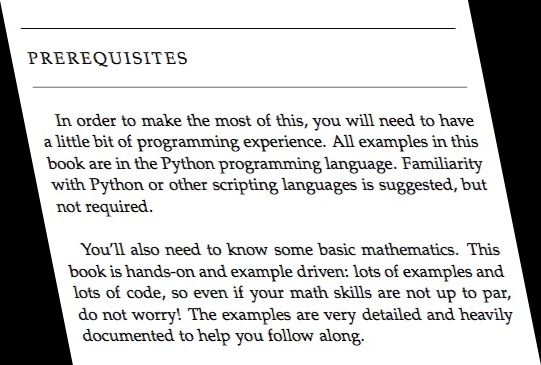 PREREQUISITES
In order to make the most of this, you will need to have
a little bit of programming experience. All examples in this
book are in the Python programming language. Familiarity
with Python or other scripting languages is suggested, but
not required.
You'll also need to know some basic mathematics. This
book is hands-on and example driven: lots of examples and
lots of code, so even if your math skills are not up to par,
do not worry! The examples are very detailed and heavily
documented to help you follow along.